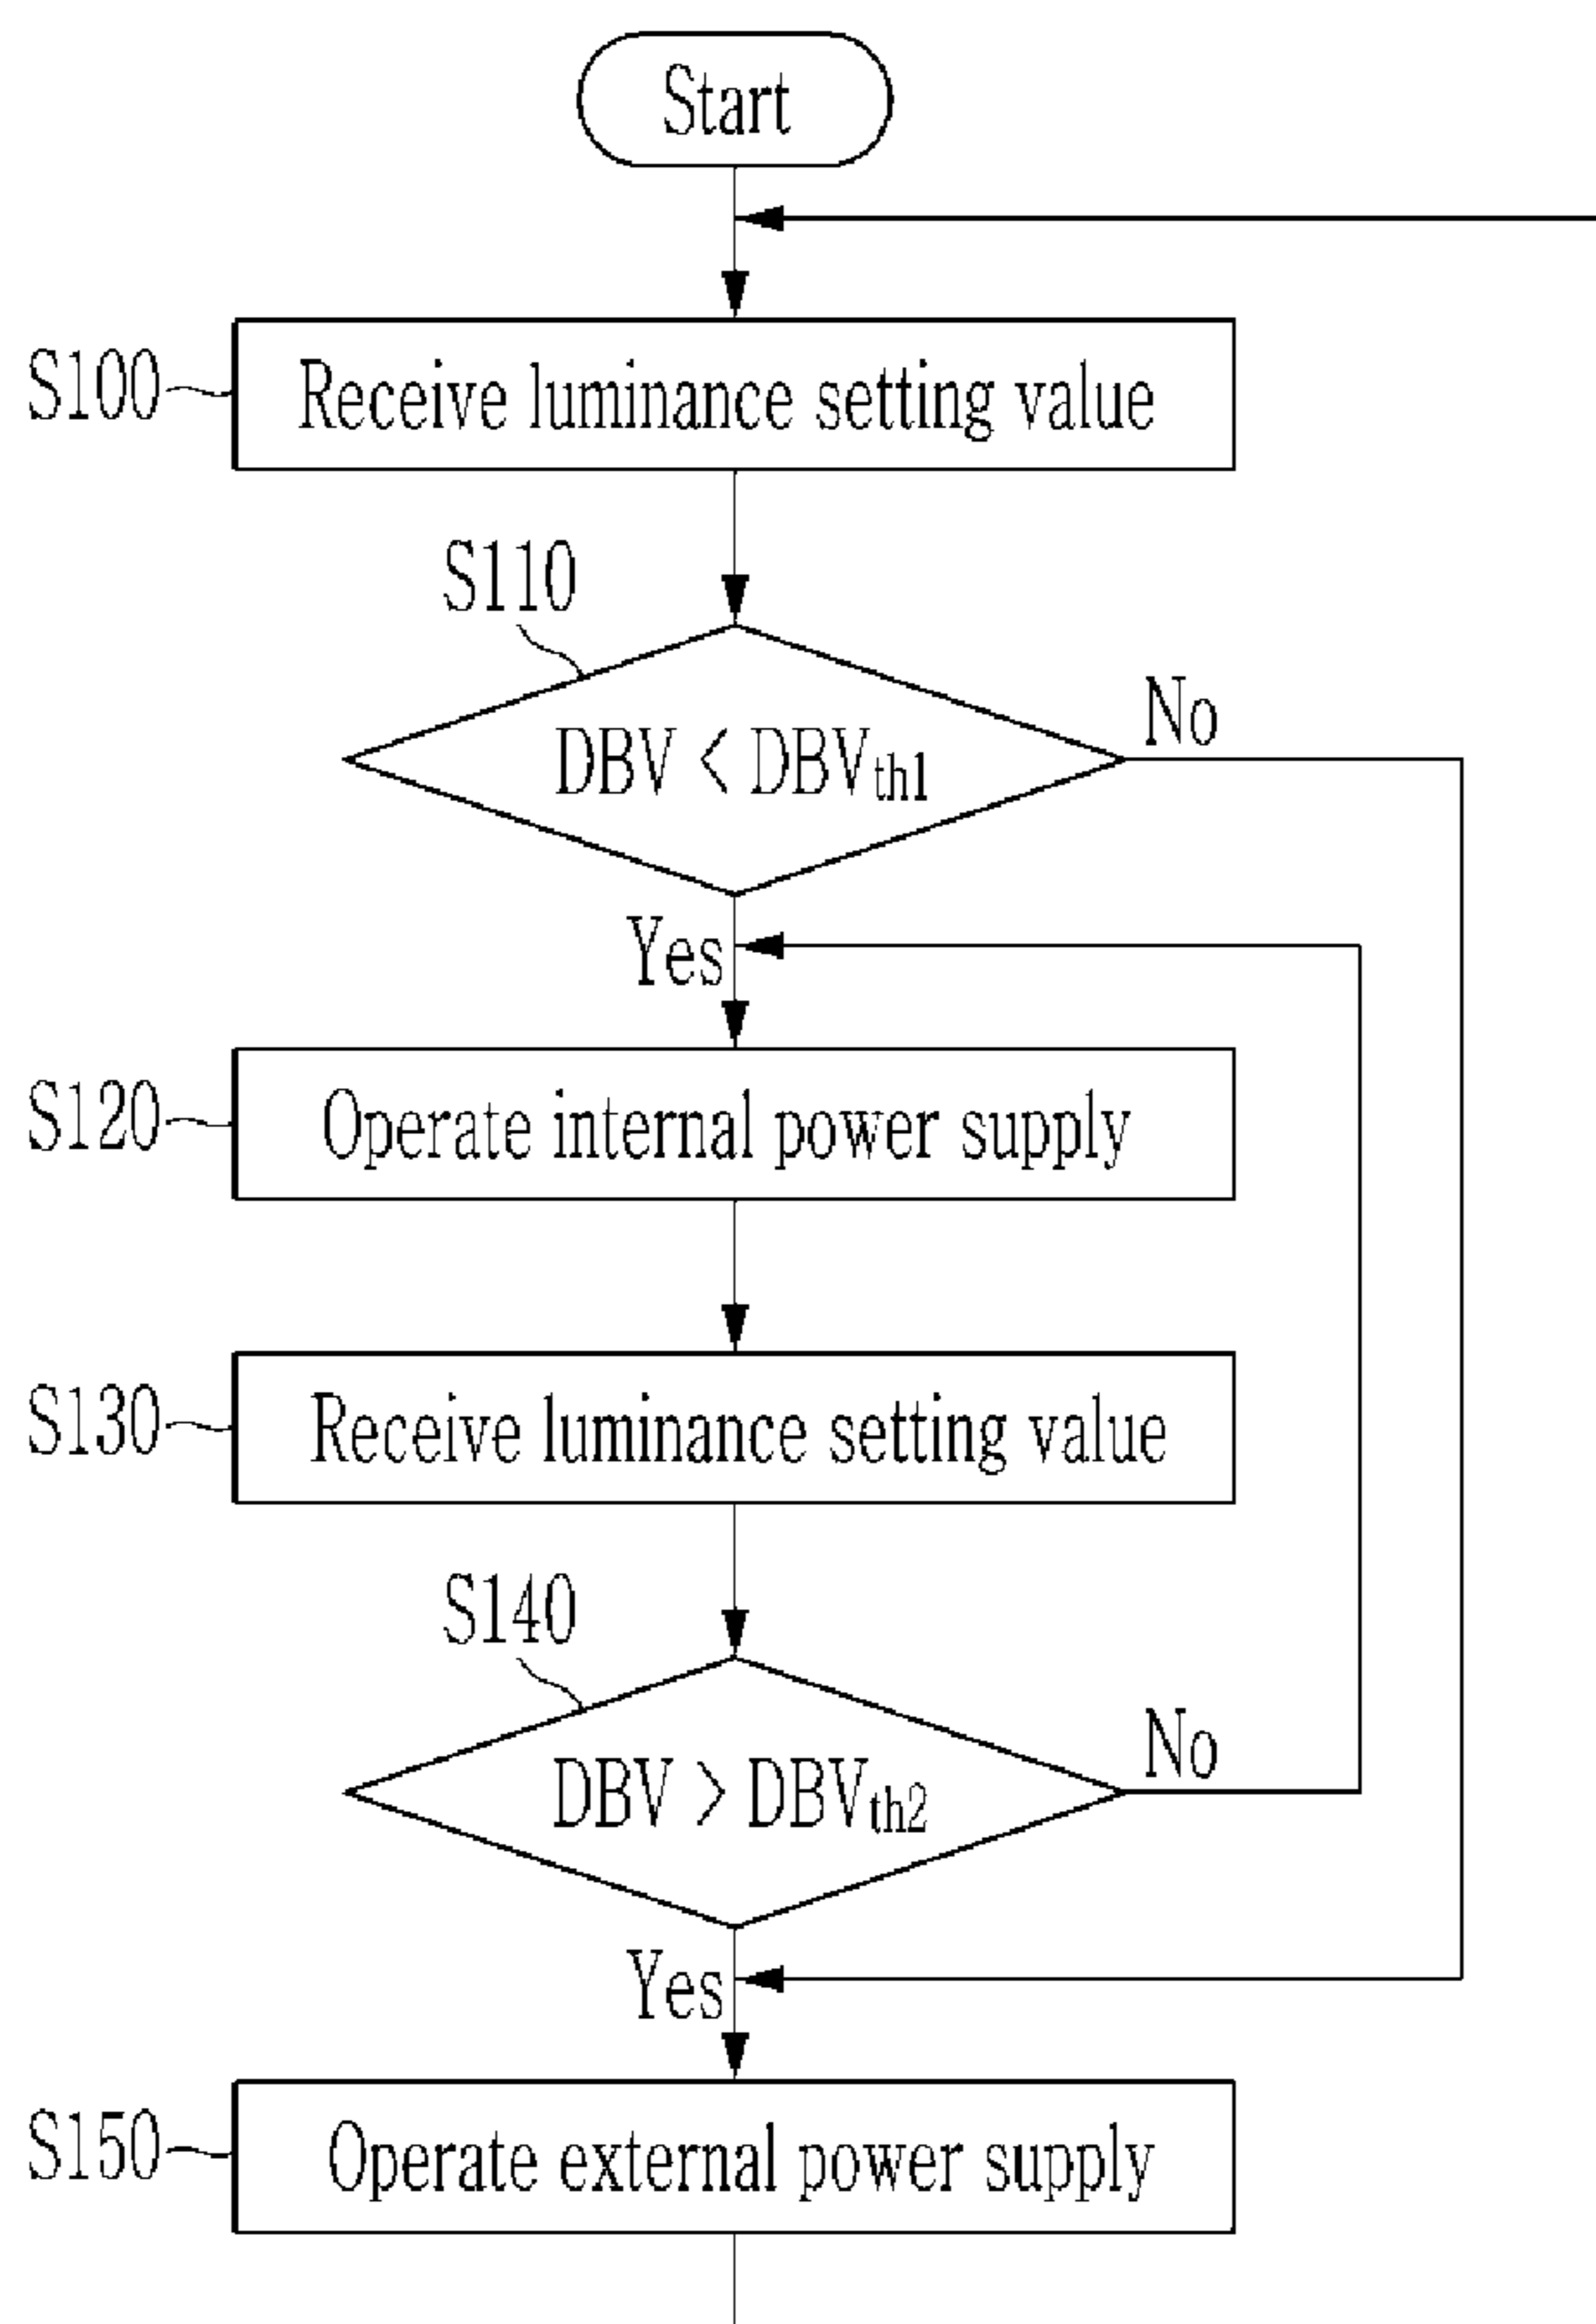 Start
S100
Receive luminance setting value
S110
DBV < DBVth1
No
Yes
S120
Operate internal power supply
S130
Receive luminance setting value
S140
DBV > DBVth2
No
Yes
S150
Operate external power supply